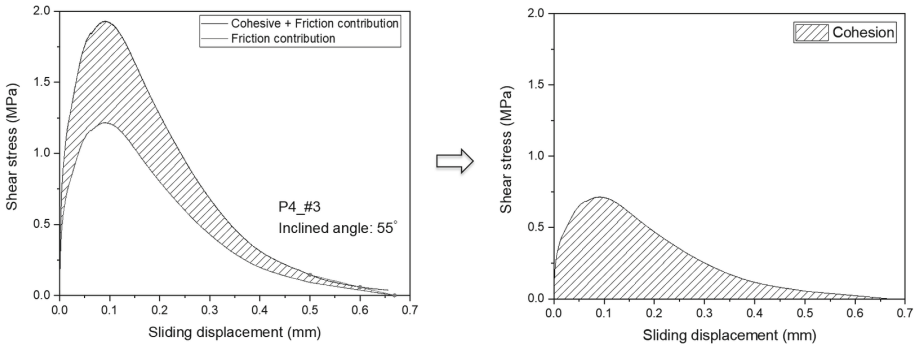 2.0
1.5
1.0
0.5
0.0
Shear stress (MPa)
Cohesive + Friction contribution
Friction contribution
P4_#3
Inclined angle: 55°
0.0 0.1 0.2 0.3 0.4 0.5 0.6 0.7
Sliding displacement (mm)
2.0
1.5
1.0
0.5
0.0
Shear stress (MPa)
Cohesion
0.0 0.1 0.2 0.3 0.4 0.5 0.6 0.7
Sliding displacement (mm)